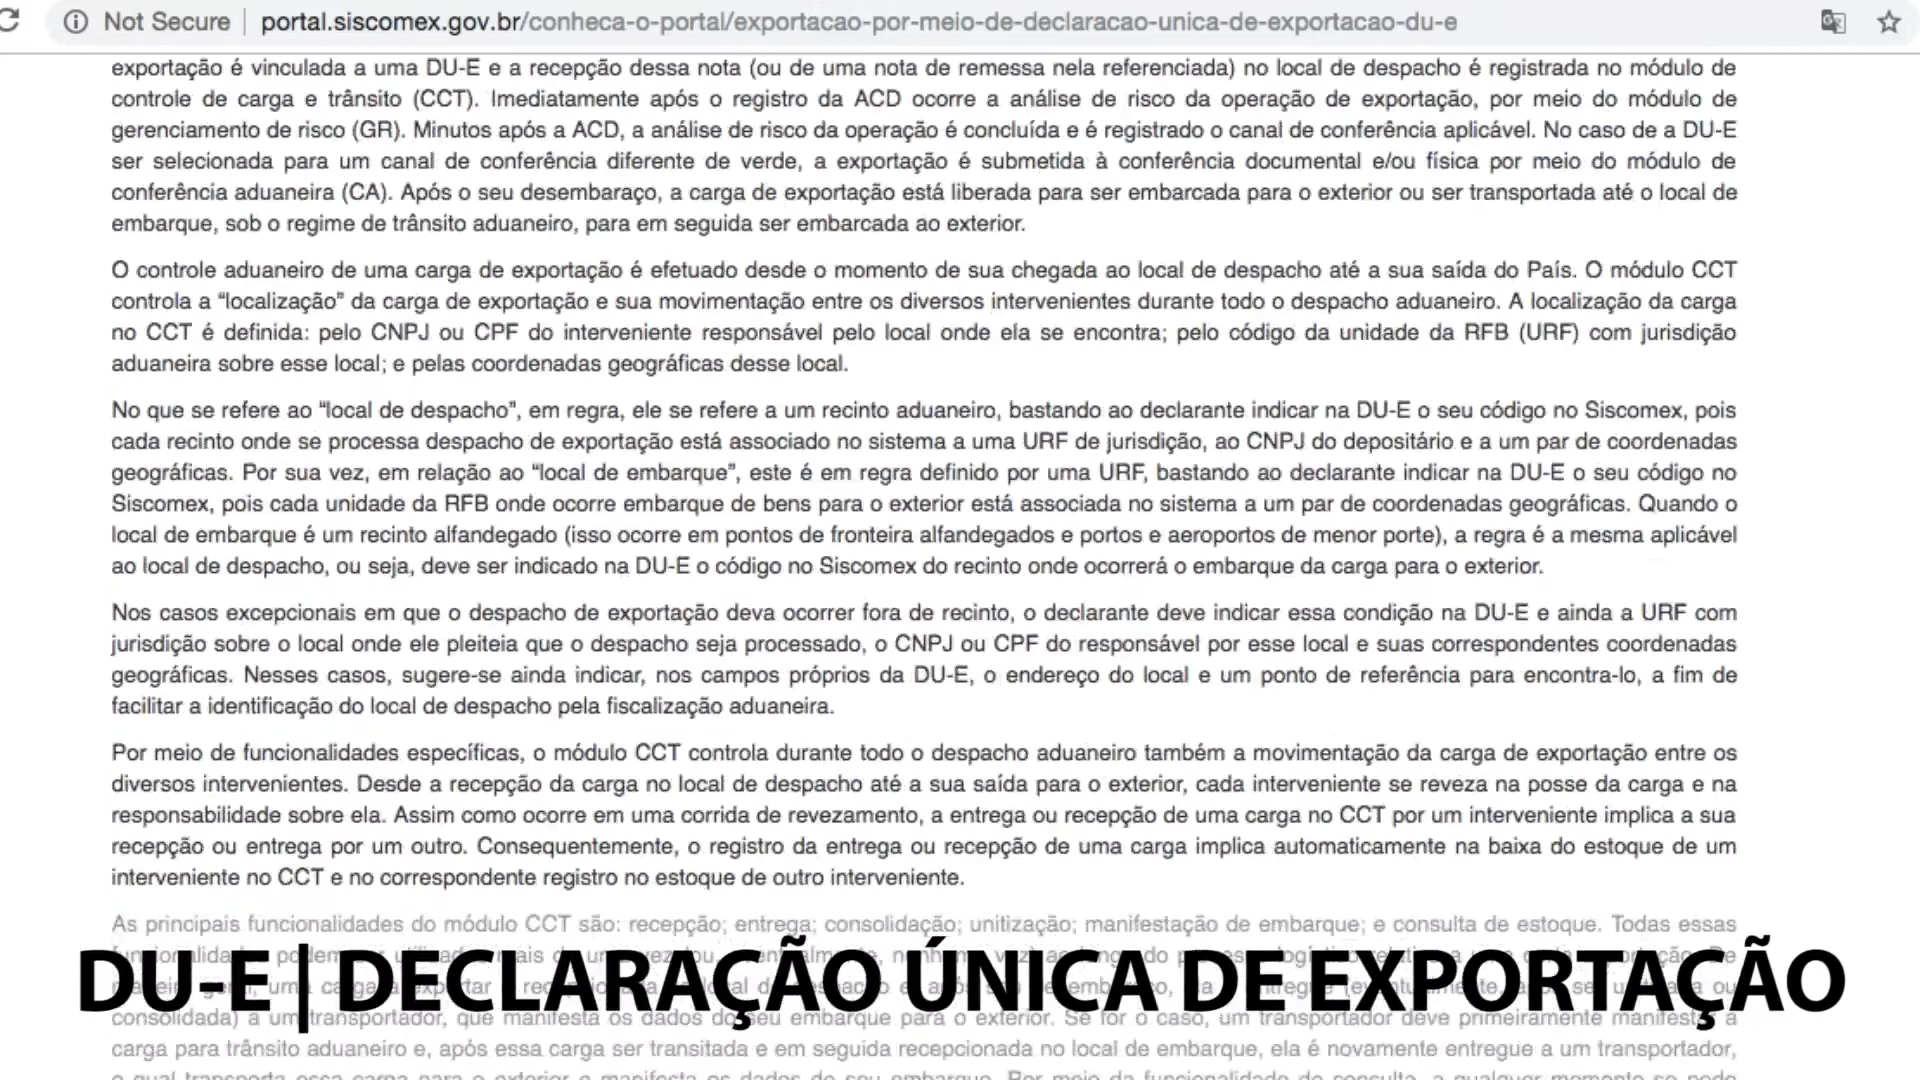 Not Secure | portal.siscomex.gov.br/conheca-o-portal/exportacao-por-meio-de-declaracao-unica-de-exportacao-du-e
exportação é vinculada a uma DU-E e a recepção dessa nota (ou de uma nota de remessa nela referenciada) no local de despacho é registrada no módulo de
controle de carga e trânsito (CCT). Imediatamente após o registro da ACD ocorre a análise de risco da operação de exportação, por meio do módulo de
gerenciamento de risco (GR). Minutos após a ACD, a análise de risco da operação é concluída e é registrado o canal de conferência aplicável. No caso de a DU-E
ser selecionada para um canal de conferência diferente de verde, a exportação é submetida à conferência documental e/ou física por meio do módulo de
conferência aduaneira (CA). Após o seu desembaraço, a carga de exportação está liberada para ser embarcada para o exterior ou ser transportada até o local de
embarque, sob o regime de trânsito aduaneiro, para em seguida ser embarcada ao exterior.
O controle aduaneiro de uma carga de exportação é efetuado desde o momento de sua chegada ao local de despacho até a sua saída do País. O módulo CCT
controla a “localização” da carga de exportação e sua movimentação entre os diversos intervenientes durante todo o despacho aduaneiro. A localização da carga
no CCT é definida: pelo CNPJ ou CPF do interveniente responsável pelo local onde ela se encontra; pelo código da unidade da RFB (URF) com jurisdição
aduaneira sobre esse local; e pelas coordenadas geográficas desse local.
No que se refere ao “local de despacho”, em regra, ele se refere a um recinto aduaneiro, bastando ao declarante indicar na DU-E o seu código no Siscomex, pois
cada recinto onde se processa despacho de exportação está associado no sistema a uma URF de jurisdição, ao CNPJ do depositário e a um par de coordenadas
geográficas. Por sua vez, em relação ao “local de embarque”, este é em regra definido por uma URF, bastando ao declarante indicar na DU-E o seu código no
Siscomex, pois cada unidade da RFB onde ocorre embarque de bens para o exterior está associada no sistema a um par de coordenadas geográficas. Quando o
local de embarque é um recinto alfandegado (isso ocorre em pontos de fronteira alfandegados e portos e aeroportos de menor porte), a regra é a mesma aplicável
ao local de despacho, ou seja, deve ser indicado na DU-E o código no Siscomex do recinto onde ocorrerá o embarque da carga para o exterior.
Nos casos excepcionais em que o despacho de exportação deva ocorrer fora de recinto, o declarante deve indicar essa condição na DU-E e ainda a URF com
jurisdição sobre o local onde ele pleiteia que o despacho seja processado, o CNPJ ou CPF do responsável por esse local e suas correspondentes coordenadas
geográficas. Nesses casos, sugere-se ainda indicar, nos campos próprios da DU-E, o endereço do local e um ponto de referência para encontra-lo, a fim de
facilitar a identificação do local de despacho pela fiscalização aduaneira.
Por meio de funcionalidades específicas, o módulo CCT controla durante todo o despacho aduaneiro também a movimentação da carga de exportação entre os
diversos intervenientes. Desde a recepção da carga no local de despacho até a sua saída para o exterior, cada interveniente se reveza na posse da carga e na
responsabilidade sobre ela. Assim como ocorre em uma corrida de revezamento, a entrega ou recepção de uma carga no CCT por um interveniente implica a sua
recepção ou entrega por um outro. Consequentemente, o registro da entrega ou recepção de uma carga implica automaticamente na baixa do estoque de um
interveniente no CCT e no correspondente registro no estoque de outro interveniente.
As principais funcionalidades do módulo CCT são: recepção; entrega; consolidação; unitização; manifestação de embarque; e consulta de estoque. Todas essas
DU-E | DECLARAÇÃO ÚNICA DE EXPORTAÇÃO
consolidada) a um transportador, que manifesta os dados do seu embarque para o exterior. Se for o caso, um transportador deve primeiramente manifestar a
carga para trânsito aduaneiro e, após essa carga ser transitada e em seguida recepcionada no local de embarque, ela é novamente entregue a um transportador,